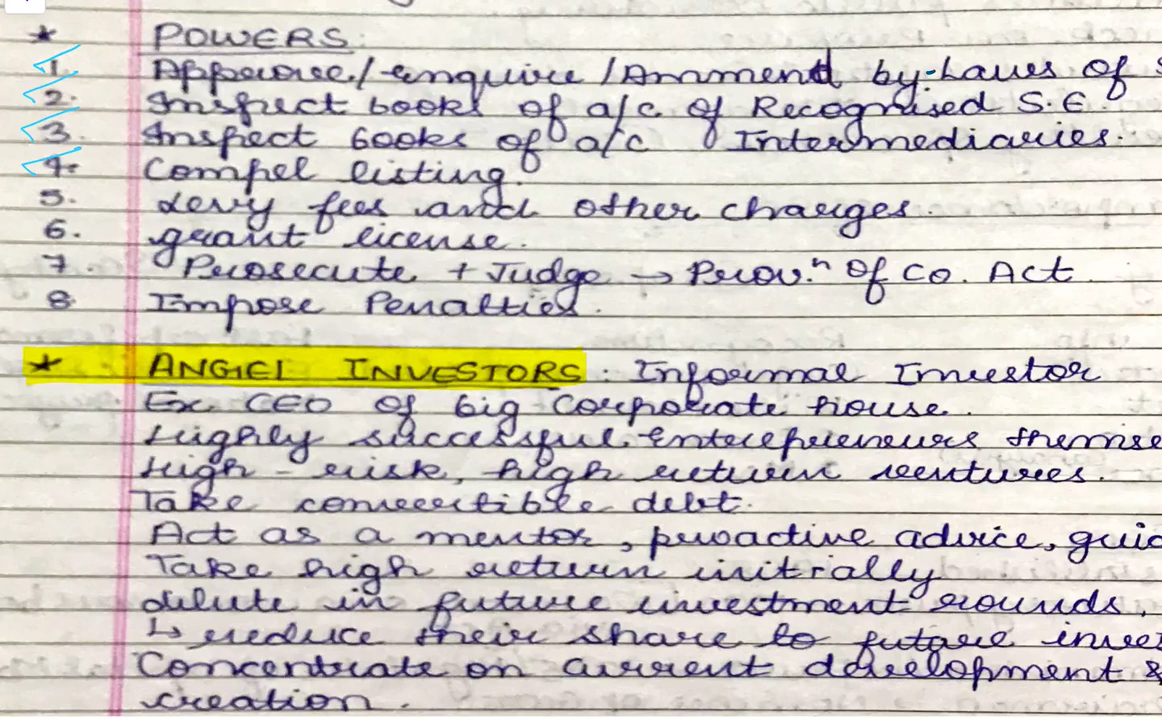 * POWERS:
1. Approve/enquire/Ammend by-Laws of S
2. Inspect books of a/c of Recognised S.E.
3. Inspect books of a/c Intermediaries.
4. Compel listing.
5. Levy fees and other charges.
6. grant license.
7. Prosecute + Judge → Provⁿ of Co. Act
8 Impose Penalties.
* ANGEL INVESTORS: Informal Investor
Ex CEO of big Corporate house.
Highly successful. Enterepreneurs themse
High-risk, high return ventures.
Take convertible debt.
Act as a mentor, proactive advice, guid
Take high return initially
dilute in future investment rounds.
↳ reduce their share to future inves
Concentrate on current development &
creation.